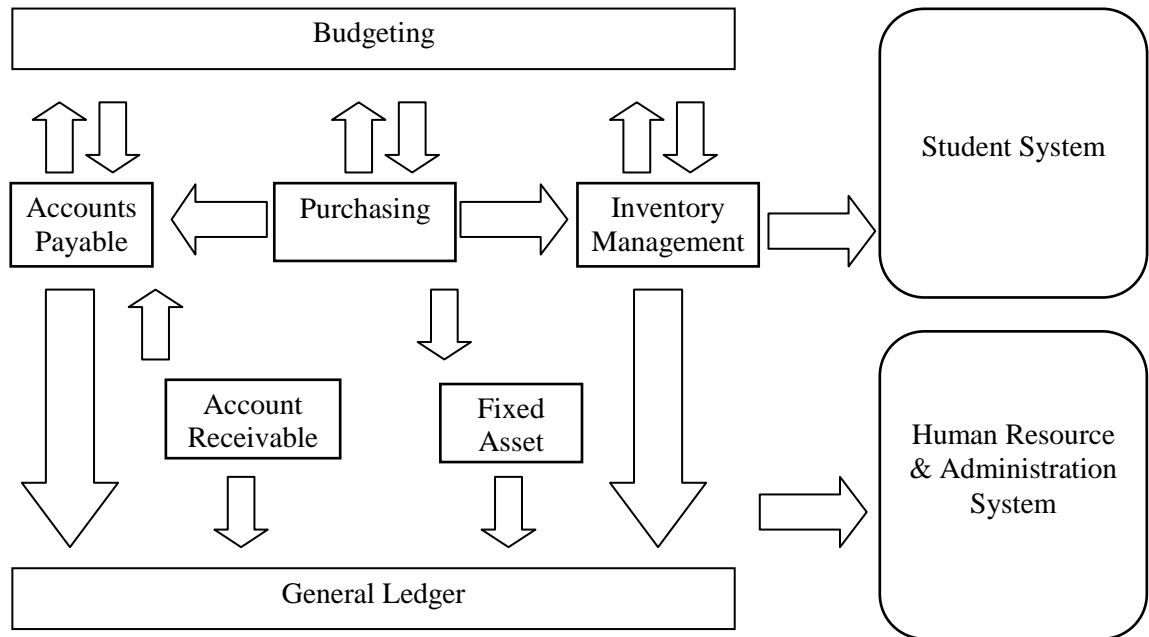 Budgeting
Student System
Accounts
Payable
Purchasing
Inventory
Management
Account
Receivable
Fixed
Asset
Human Resource
& Administration
System
General Ledger